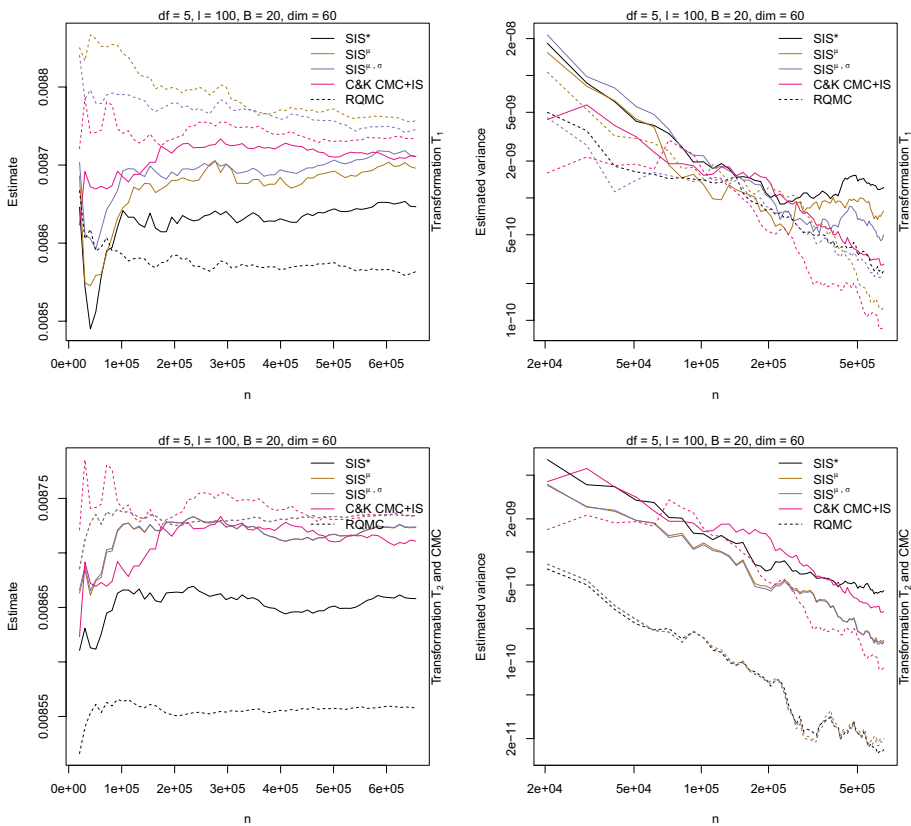 df = 5, l = 100, B = 20, dim = 60
Estimate
0.0085
0.0086
0.0087
0.0088
0e+00
1e+05
2e+05
3e+05
4e+05
5e+05
6e+05
n
SIS*
SIS^μ
SIS^μ,σ
C&K CMC+IS
RQMC
Transformation T₁
df = 5, l = 100, B = 20, dim = 60
Estimated variance
1e−10
5e−10
2e−09
5e−09
2e−08
2e+04
5e+04
1e+05
2e+05
5e+05
n
SIS*
SIS^μ
SIS^μ,σ
C&K CMC+IS
RQMC
Transformation T₁
df = 5, l = 100, B = 20, dim = 60
Estimate
0.00855
0.00865
0.00875
0e+00
1e+05
2e+05
3e+05
4e+05
5e+05
6e+05
n
SIS*
SIS^μ
SIS^μ,σ
C&K CMC+IS
RQMC
Transformation T₂ and CMC
df = 5, l = 100, B = 20, dim = 60
Estimated variance
2e−11
1e−10
5e−10
2e−09
2e+04
5e+04
1e+05
2e+05
5e+05
n
SIS*
SIS^μ
SIS^μ,σ
C&K CMC+IS
RQMC
Transformation T₂ and CMC